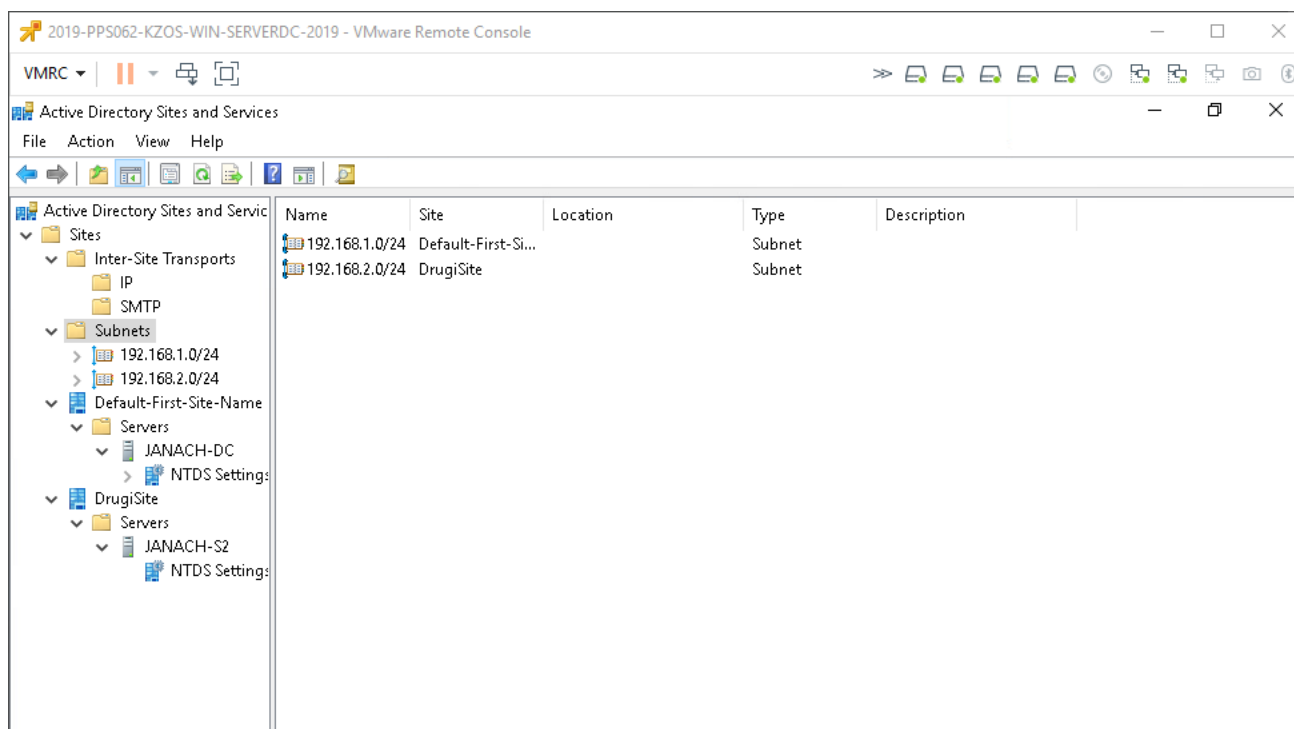 2019-PPS062-KZOS-WIN-SERVERDC-2019 - VMware Remote Console
VMRC
Active Directory Sites and Services
File Action View Help
Active Directory Sites and Servic
Sites
Inter-Site Transports
IP
SMTP
Subnets
192.168.1.0/24
192.168.2.0/24
Default-First-Site-Name
Servers
JANACH-DC
NTDS Settings
DrugiSite
Servers
JANACH-S2
NTDS Settings
Name Site Location Type Description
192.168.1.0/24 Default-First-Si... Subnet
192.168.2.0/24 DrugiSite Subnet